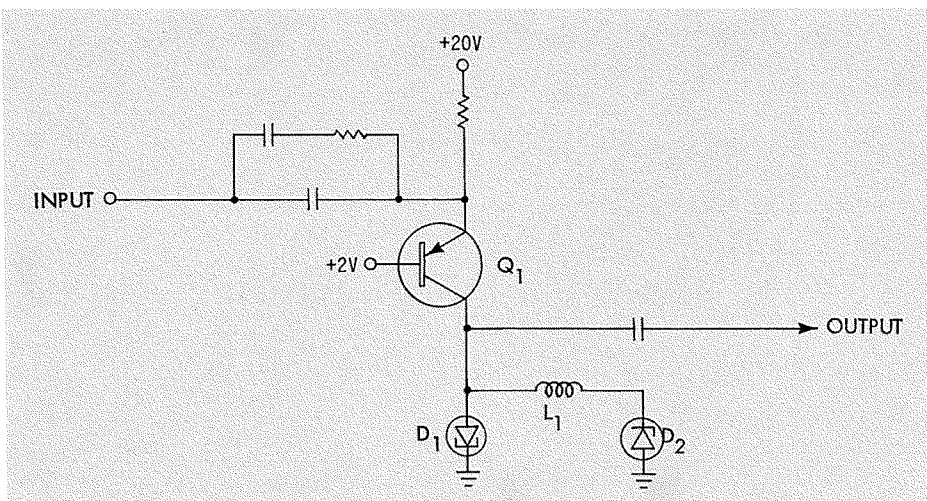 +20V
INPUT
+2V
Q1
OUTPUT
L1
D1
D2